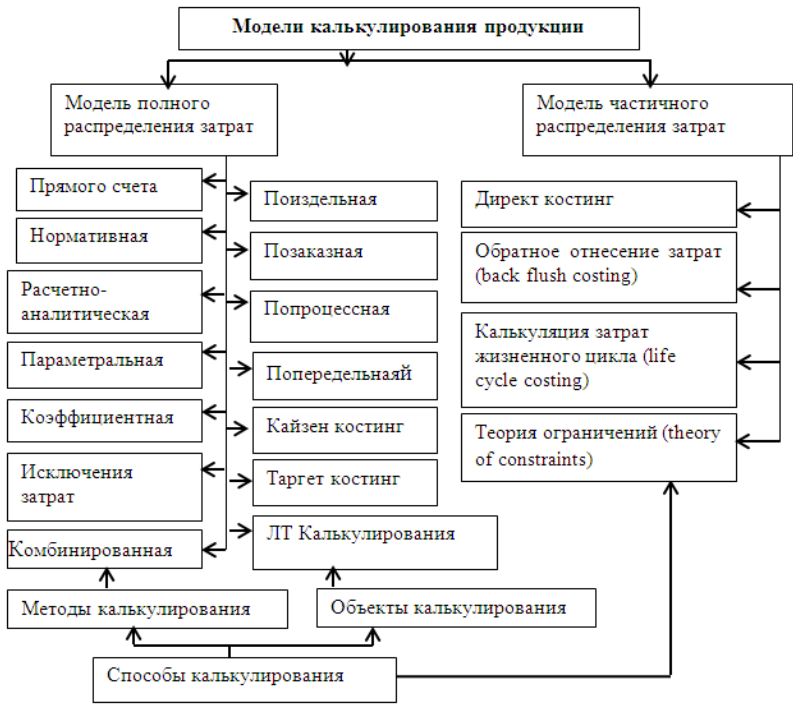 Модели калькулирования продукции
Модель полного
распределения затрат
Модель частичного
распределения затрат
Прямого счета
Нормативная
Расчетно-
аналитическая
Параметральная
Коэффициентная
Исключения
затрат
Комбинированная
Поиздельная
Позаказная
Попроцессная
Попередельнаяй
Кайзен костинг
Таргет костинг
ЛТ Калькулирования
Директ костинг
Обратное отнесение затрат
(back flush costing)
Калькуляция затрат
жизненного цикла (life
cycle costing)
Теория ограничений (theory
of constraints)
Методы калькулирования
Объекты калькулирования
Способы калькулирования